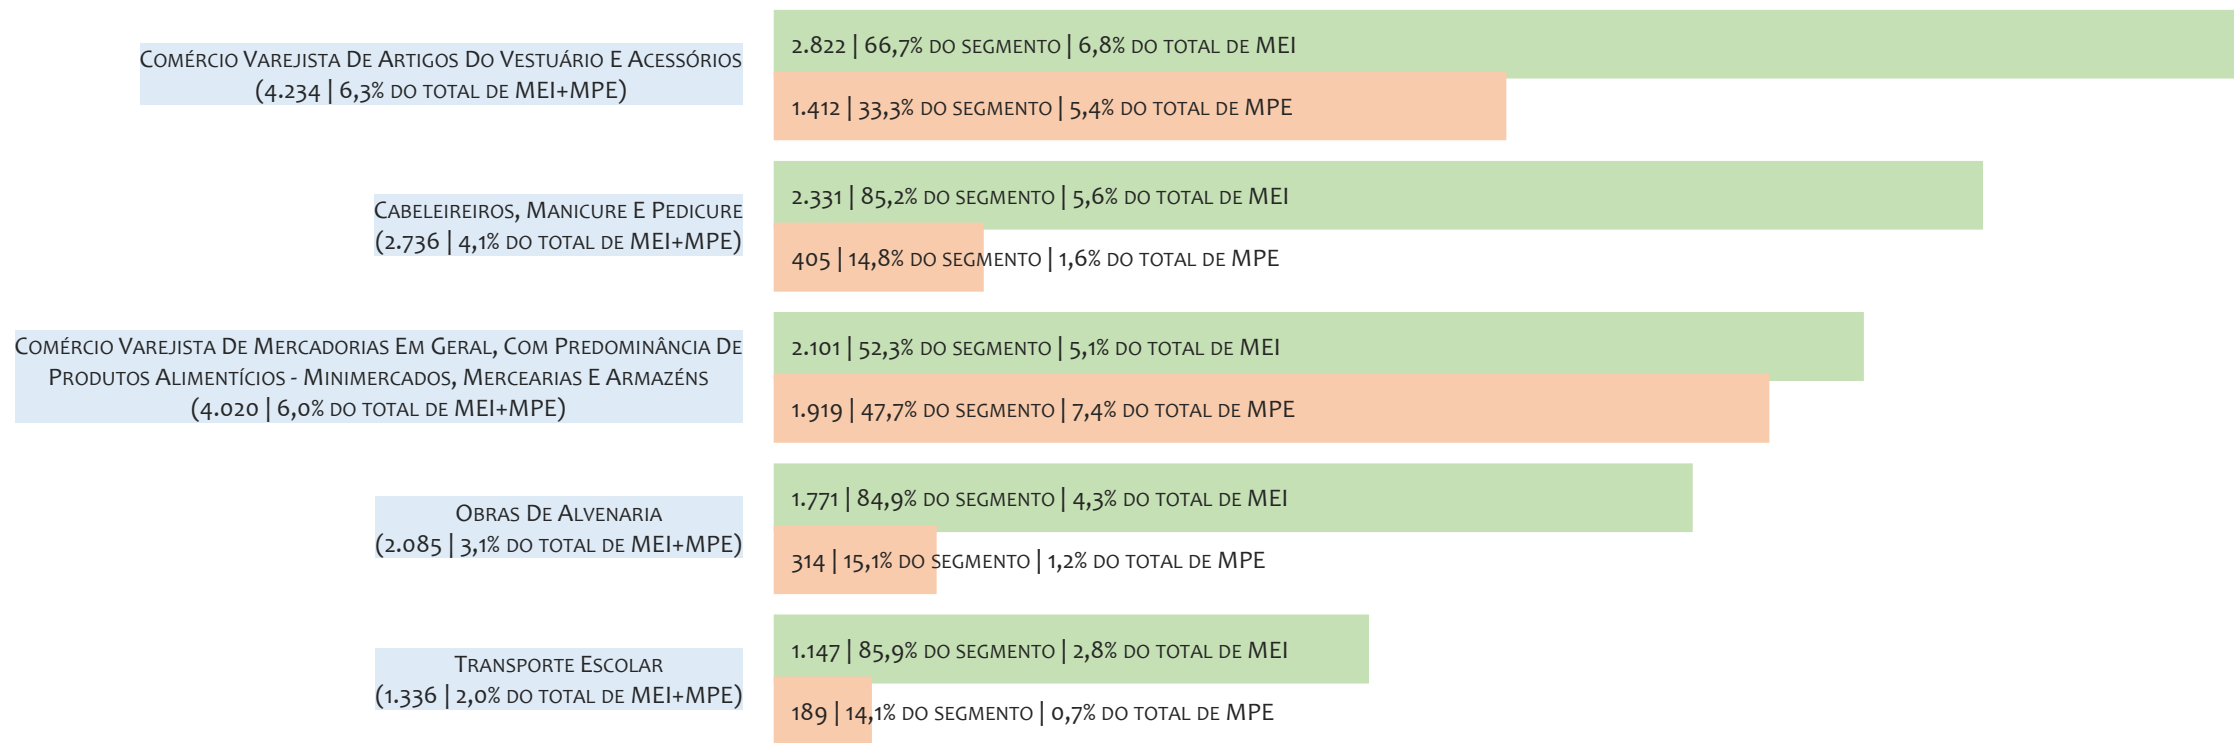 Comércio Varejista De Artigos Do Vestuário E Acessórios
(4.234 | 6,3% do total de MEI+MPE)
2.822 | 66,7% do segmento | 6,8% do total de MEI
1.412 | 33,3% do segmento | 5,4% do total de MPE
Cabeleireiros, Manicure E Pedicure
(2.736 | 4,1% do total de MEI+MPE)
2.331 | 85,2% do segmento | 5,6% do total de MEI
405 | 14,8% do segmento | 1,6% do total de MPE
Comércio Varejista De Mercadorias Em Geral, Com Predominância De
Produtos Alimentícios - Minimercados, Mercearias E Armazéns
(4.020 | 6,0% do total de MEI+MPE)
2.101 | 52,3% do segmento | 5,1% do total de MEI
1.919 | 47,7% do segmento | 7,4% do total de MPE
Obras De Alvenaria
(2.085 | 3,1% do total de MEI+MPE)
1.771 | 84,9% do segmento | 4,3% do total de MEI
314 | 15,1% do segmento | 1,2% do total de MPE
Transporte Escolar
(1.336 | 2,0% do total de MEI+MPE)
1.147 | 85,9% do segmento | 2,8% do total de MEI
189 | 14,1% do segmento | 0,7% do total de MPE